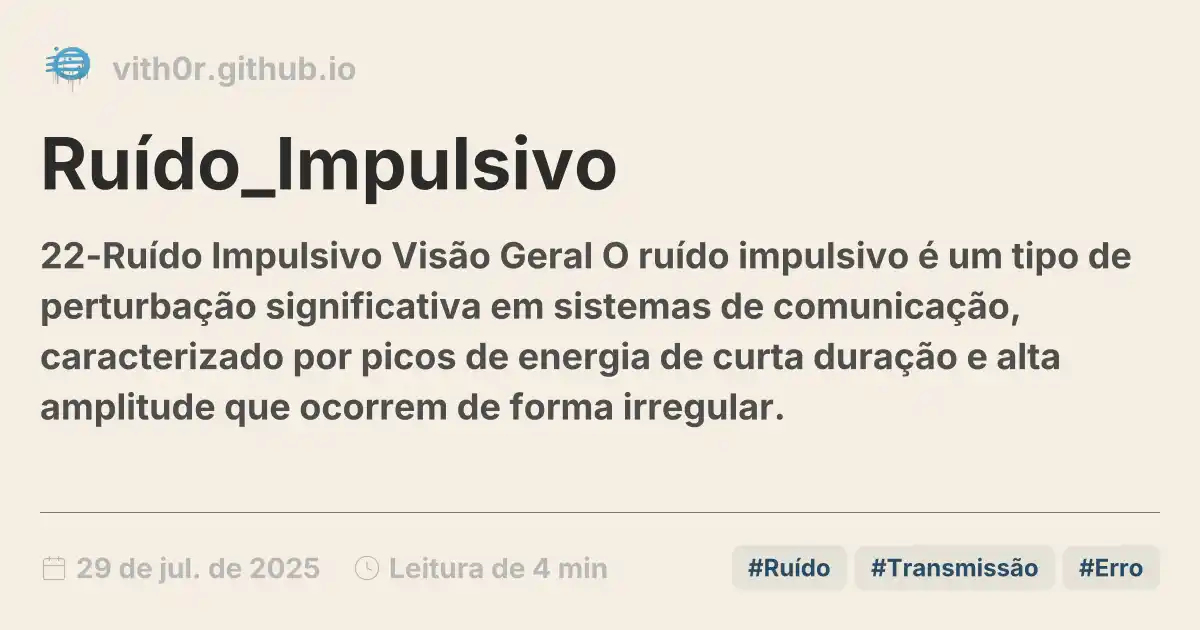 vith0r.github.io
Ruído_Impulsivo
22-Ruído Impulsivo Visão Geral O ruído impulsivo é um tipo de
perturbação significativa em sistemas de comunicação,
caracterizado por picos de energia de curta duração e alta
amplitude que ocorrem de forma irregular.
29 de jul. de 2025 Leitura de 4 min #Ruído #Transmissão #Erro